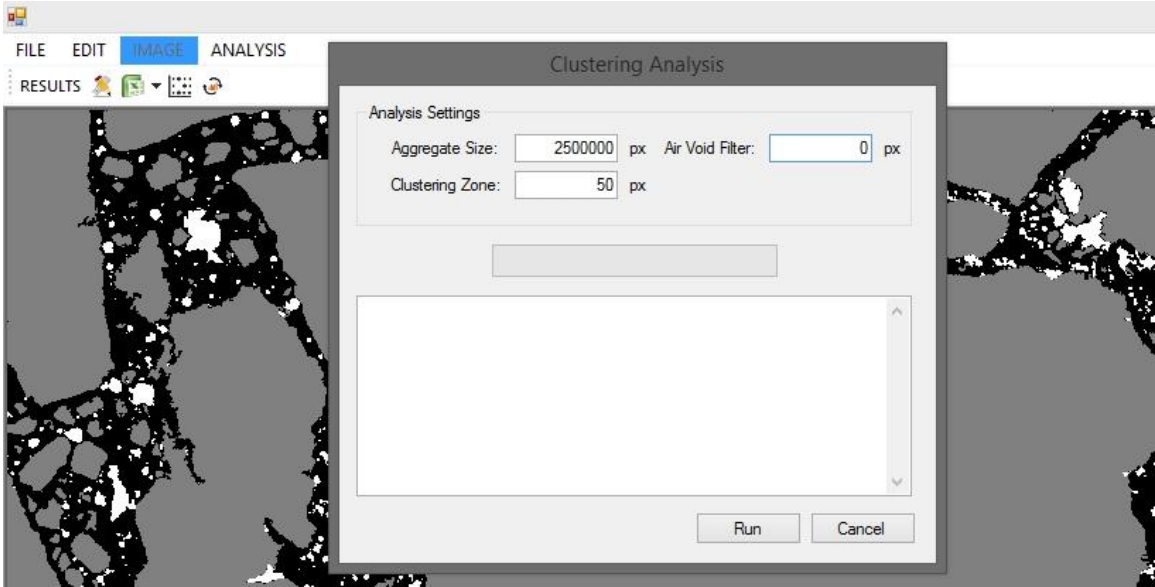 FILE EDIT IMAGE ANALYSIS
RESULTS
Clustering Analysis
Analysis Settings
Aggregate Size: 2500000 px Air Void Filter: 0 px
Clustering Zone: 50 px
Run Cancel